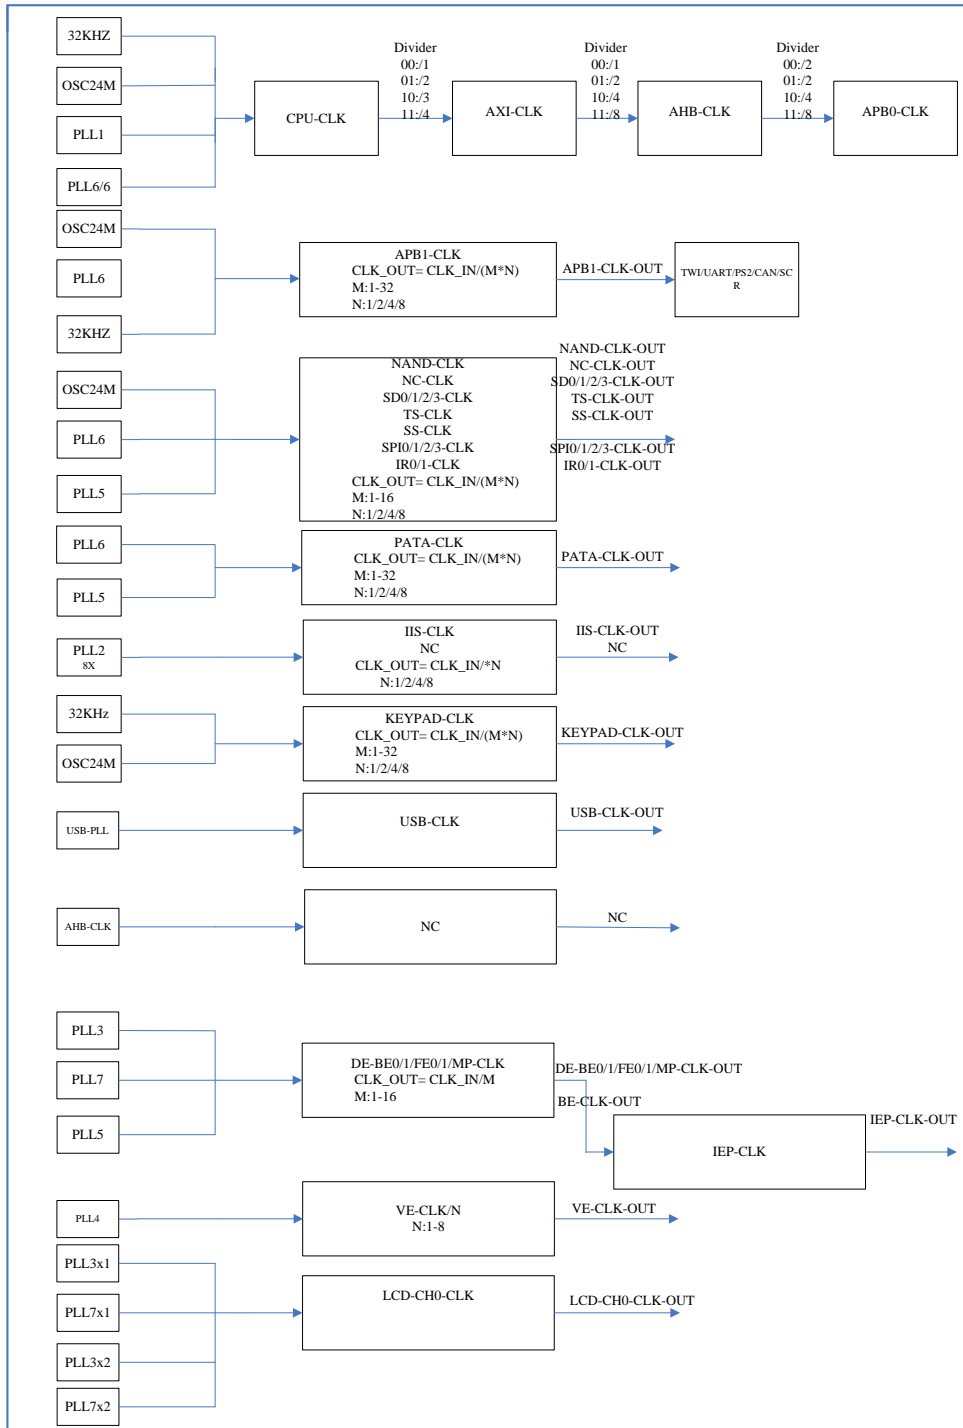 32KHZ
OSC24M
PLL1
PLL6/6
CPU-CLK
Divider
00:/1
01:/2
10:/3
11:/4
AXI-CLK
Divider
00:/1
01:/2
10:/4
11:/8
AHB-CLK
Divider
00:/2
01:/2
10:/4
11:/8
APB0-CLK
OSC24M
PLL6
32KHZ
APB1-CLK
CLK_OUT= CLK_IN/(M*N)
M:1-32
N:1/2/4/8
APB1-CLK-OUT
TWI/UART/PS2/CAN/SC
R
OSC24M
PLL6
PLL5
NAND-CLK
NC-CLK
SD0/1/2/3-CLK
TS-CLK
SS-CLK
SPI0/1/2/3-CLK
IR0/1-CLK
CLK_OUT= CLK_IN/(M*N)
M:1-16
N:1/2/4/8
NAND-CLK-OUT
NC-CLK-OUT
SD0/1/2/3-CLK-OUT
TS-CLK-OUT
SS-CLK-OUT
SPI0/1/2/3-CLK-OUT
IR0/1-CLK-OUT
PLL6
PLL5
PATA-CLK
CLK_OUT= CLK_IN/(M*N)
M:1-32
N:1/2/4/8
PATA-CLK-OUT
PLL2
8X
IIS-CLK
NC
CLK_OUT= CLK_IN/*N
N:1/2/4/8
IIS-CLK-OUT
NC
32KHz
OSC24M
KEYPAD-CLK
CLK_OUT= CLK_IN/(M*N)
M:1-32
N:1/2/4/8
KEYPAD-CLK-OUT
USB-PLL
USB-CLK
USB-CLK-OUT
AHB-CLK
NC
NC
PLL3
PLL7
PLL5
DE-BE0/1/FE0/1/MP-CLK
CLK_OUT= CLK_IN/M
M:1-16
DE-BE0/1/FE0/1/MP-CLK-OUT
BE-CLK-OUT
IEP-CLK
IEP-CLK-OUT
PLL4
VE-CLK/N
N:1-8
VE-CLK-OUT
PLL3x1
PLL7x1
PLL3x2
PLL7x2
LCD-CH0-CLK
LCD-CH0-CLK-OUT